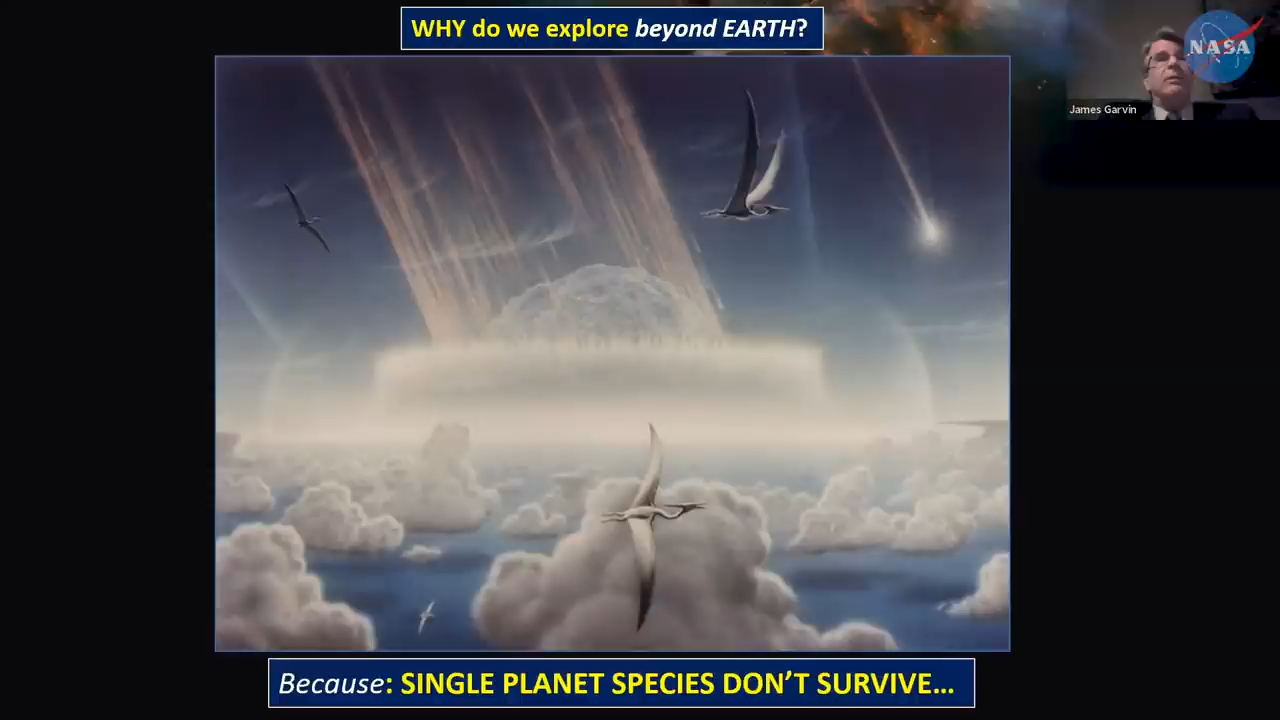 WHY do we explore beyond EARTH?
NASA
James Garvin
Because: SINGLE PLANET SPECIES DON'T SURVIVE...